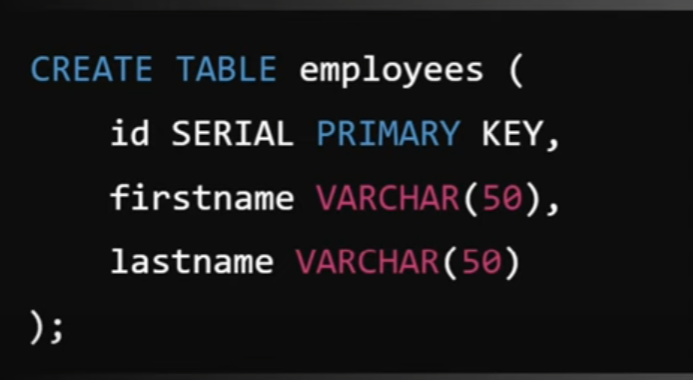 CREATE TABLE employees (
    id SERIAL PRIMARY KEY,
    firstname VARCHAR(50),
    lastname VARCHAR(50)
);